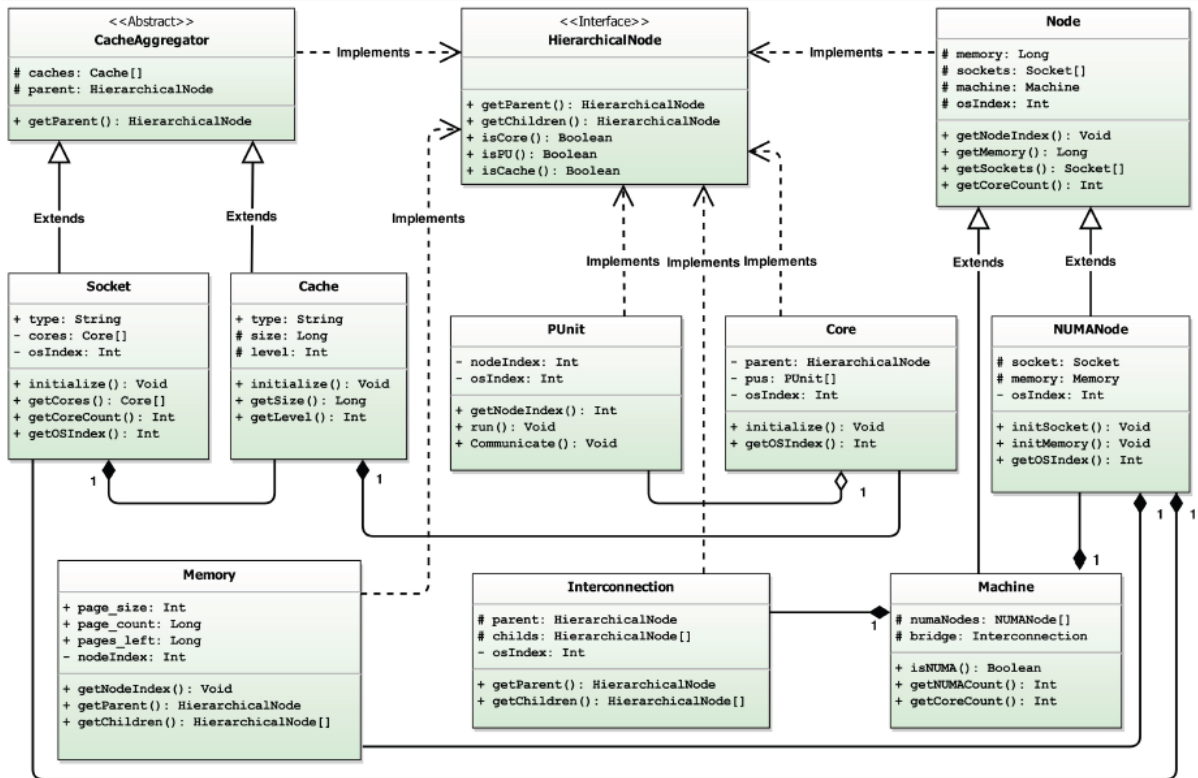 <<Abstract>>
CacheAggregator
# caches: Cache[]
# parent: HierarchicalNode
+ getParent(): HierarchicalNode
Implements
<<Interface>>
HierarchicalNode
+ getParent(): HierarchicalNode
+ getChildren(): HierarchicalNode
+ isCore(): Boolean
+ isPU(): Boolean
+ isCache(): Boolean
Implements
Node
# memory: Long
# sockets: Socket[]
# machine: Machine
# osIndex: Int
+ getNodeIndex(): Void
+ getMemory(): Long
+ getSockets(): Socket[]
+ getCoreCount(): Int
Extends
Extends
Implements
Implements
Implements
Implements
Extends
Extends
Socket
+ type: String
- cores: Core[]
- osIndex: Int
+ initialize(): Void
+ getCores(): Core[]
+ getCoreCount(): Int
+ getOSIndex(): Int
1
Cache
+ type: String
# size: Long
# level: Int
+ initialize(): Void
+ getSize(): Long
+ getLevel(): Int
1
PUnit
- nodeIndex: Int
- osIndex: Int
+ getNodeIndex(): Int
+ run(): Void
+ Communicate(): Void
Core
- parent: HierarchicalNode
- pus: PUnit[]
- osIndex: Int
+ initialize(): Void
+ getOSIndex(): Int
1
NUMANode
# socket: Socket
# memory: Memory
- osIndex: Int
+ initSocket(): Void
+ initMemory(): Void
+ getOSIndex(): Int
1
1
1
Memory
+ page_size: Int
+ page_count: Long
+ pages_left: Long
- nodeIndex: Int
+ getNodeIndex(): Void
+ getParent(): HierarchicalNode
+ getChildren(): HierarchicalNode[]
Interconnection
# parent: HierarchicalNode
# childs: HierarchicalNode[]
- osIndex: Int
+ getParent(): HierarchicalNode
+ getChildren(): HierarchicalNode[]
1
Machine
# numaNodes: NUMANode[]
# bridge: Interconnection
+ isNUMA(): Boolean
+ getNUMACount(): Int
+ getCoreCount(): Int